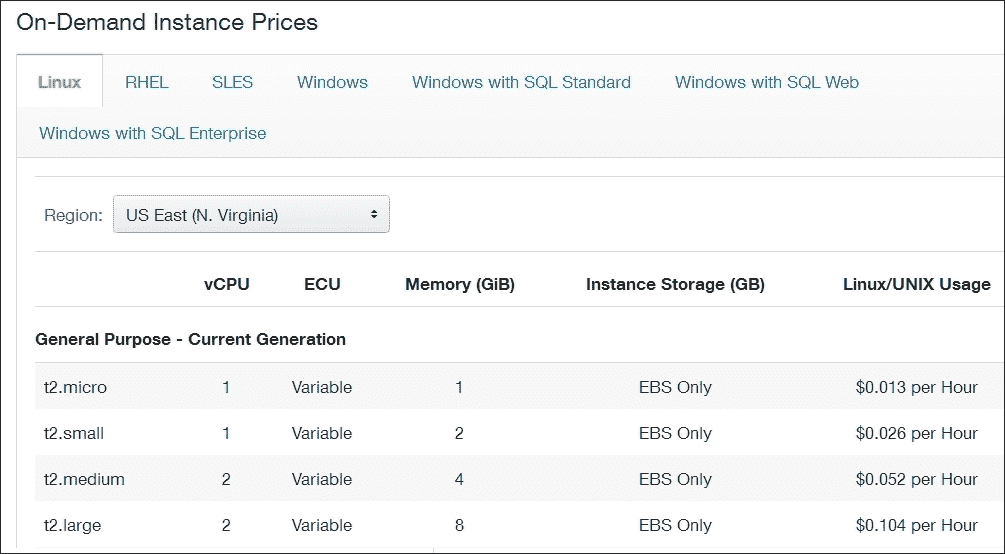 On-Demand Instance Prices
Linux RHEL SLES Windows Windows with SQL Standard Windows with SQL Web
Windows with SQL Enterprise
Region: US East (N. Virginia)
vCPU ECU Memory (GiB) Instance Storage (GB) Linux/UNIX Usage
General Purpose - Current Generation
t2.micro 1 Variable 1 EBS Only $0.013 per Hour
t2.small 1 Variable 2 EBS Only $0.026 per Hour
t2.medium 2 Variable 4 EBS Only $0.052 per Hour
t2.large 2 Variable 8 EBS Only $0.104 per Hour